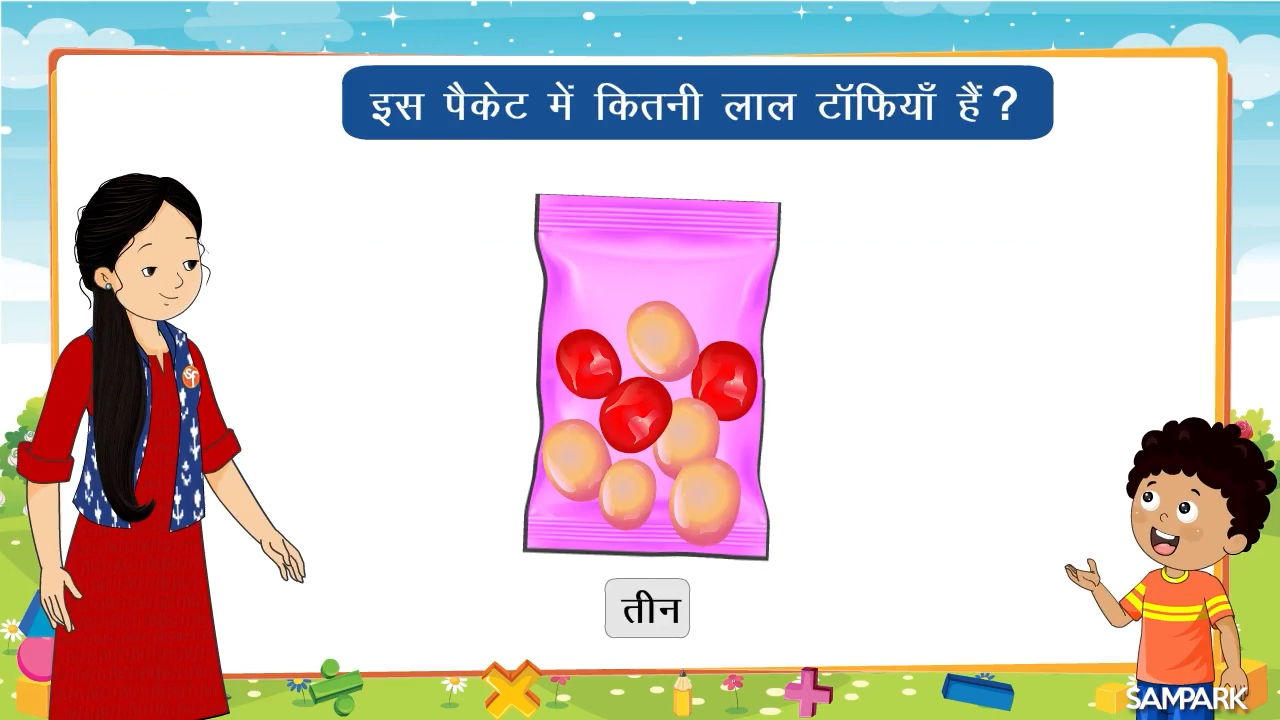 इस पैकेट में कितनी लाल टॉफियाँ हैं ?
तीन
SAMPARK